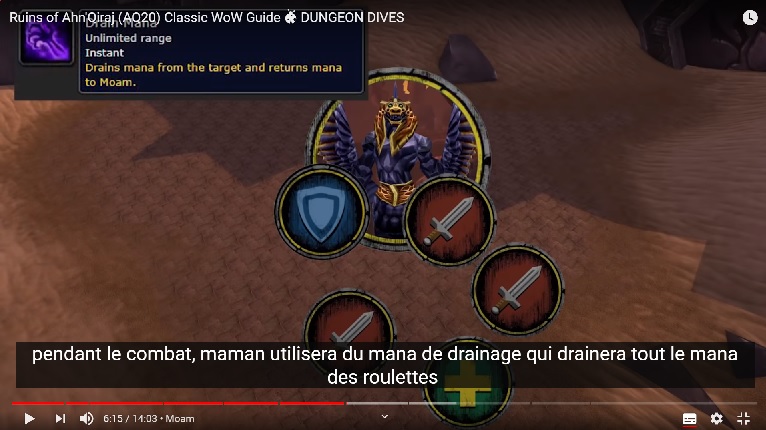 Ruins of Ahn'Qiraj (AQ20) Classic WoW Guide 🐉 DUNGEON DIVES
Drain Mana
Unlimited range
Instant
Drains mana from the target and returns mana
to Moam.
pendant le combat, maman utilisera du mana de drainage qui drainera tout le mana
des roulettes
6:15 / 14:03 • Moam